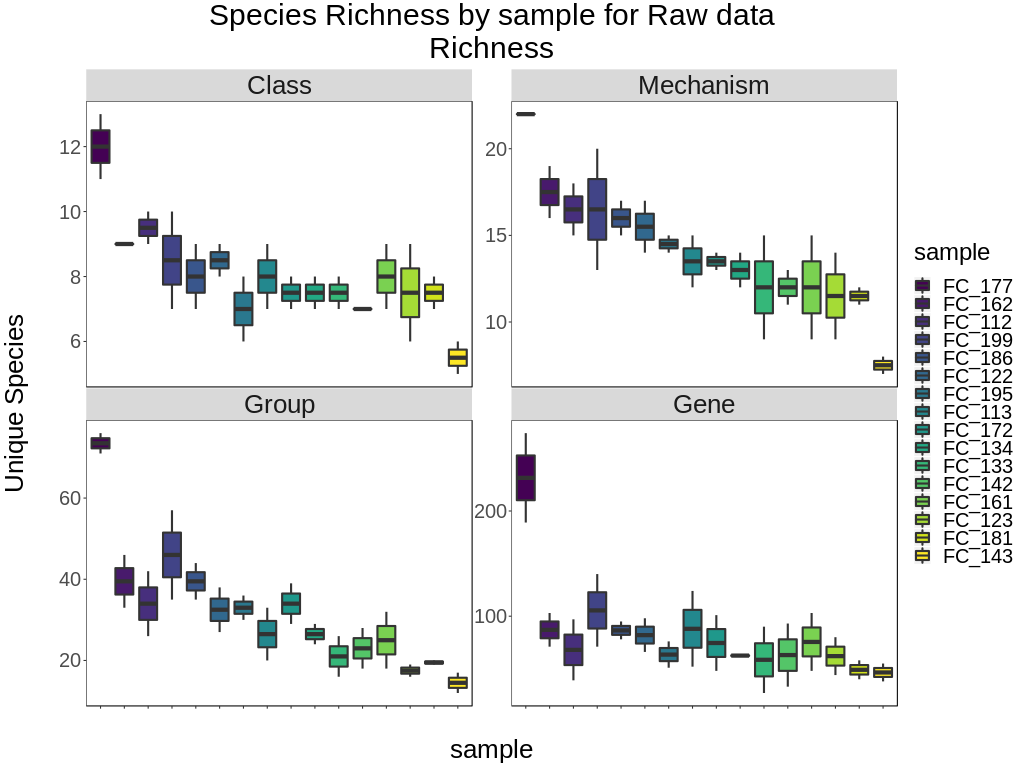 Species Richness by sample for Raw data
Richness
Class
Mechanism
12
10
8
6
20
15
10
Group
Gene
60
40
20
200
100
Unique Species
sample
sample
FC_177
FC_162
FC_112
FC_199
FC_186
FC_122
FC_195
FC_113
FC_172
FC_134
FC_133
FC_142
FC_161
FC_123
FC_181
FC_143